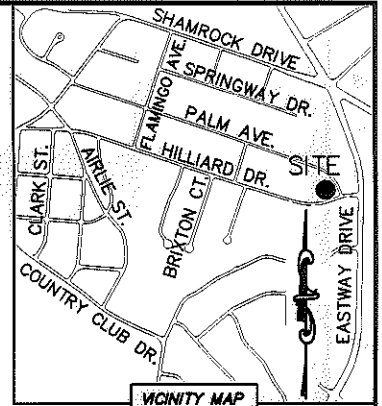 SHAMROCK DRIVE
FLAMINGO AVE.
SPRINGWAY DR.
PALM AVE.
HILLIARD DR.
SITE
CLARK ST.
AIRLIE ST.
BRIXTON CT.
EASTWAY DRIVE
COUNTRY CLUB DR.
VICINITY MAP